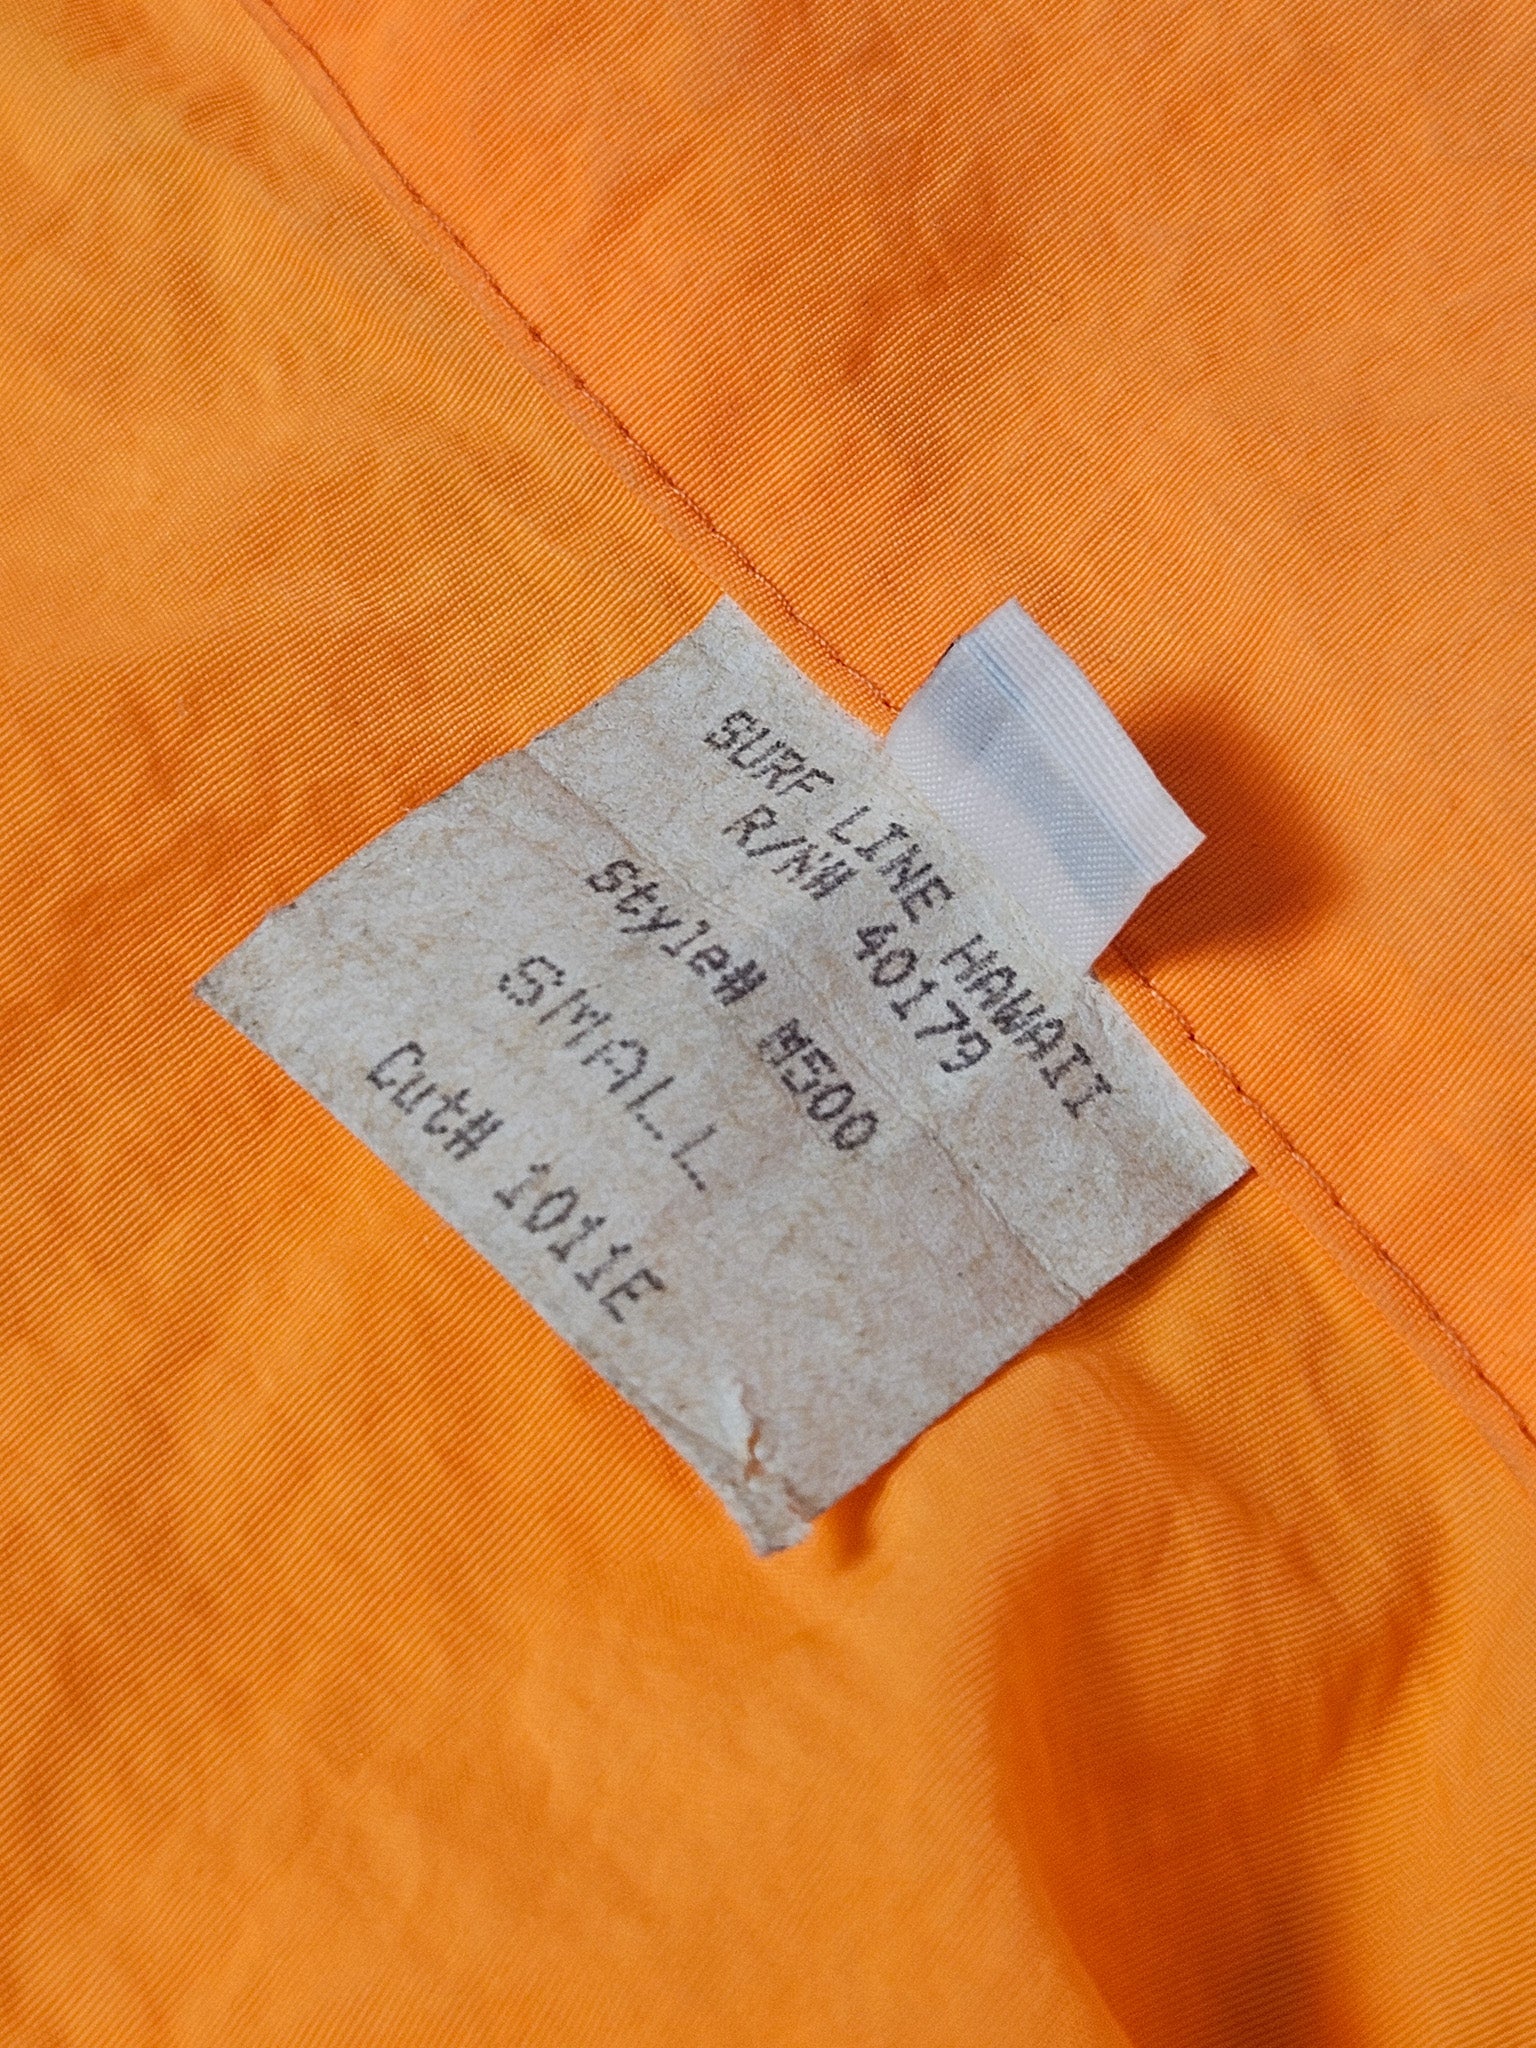 SURF LINE HAWAII
R/N# 40179
Style# M500
SMALL
Cut# 1011E